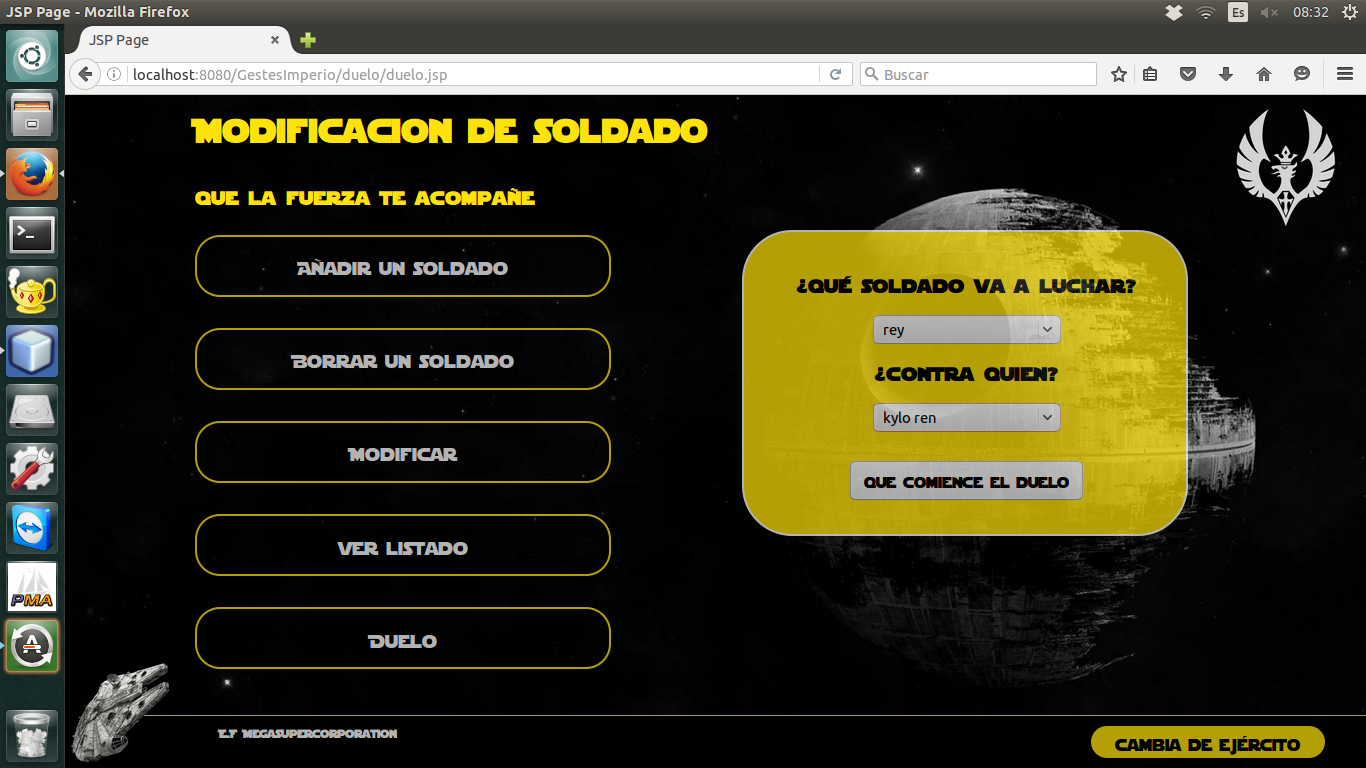 JSP Page - Mozilla Firefox
Es
08:32
JSP Page
localhost:8080/GestesImperio/duelo/duelo.jsp
Buscar
Modificacion de Soldado
que la fuerza te acompañe
Añadir un soldado
Borrar un soldado
Modificar
ver listado
Duelo
¿Qué soldado va a luchar?
rey
¿Contra quien?
kylo ren
que comience el duelo
PMA
A
E.T Megasupercorporation
Cambia de ejército